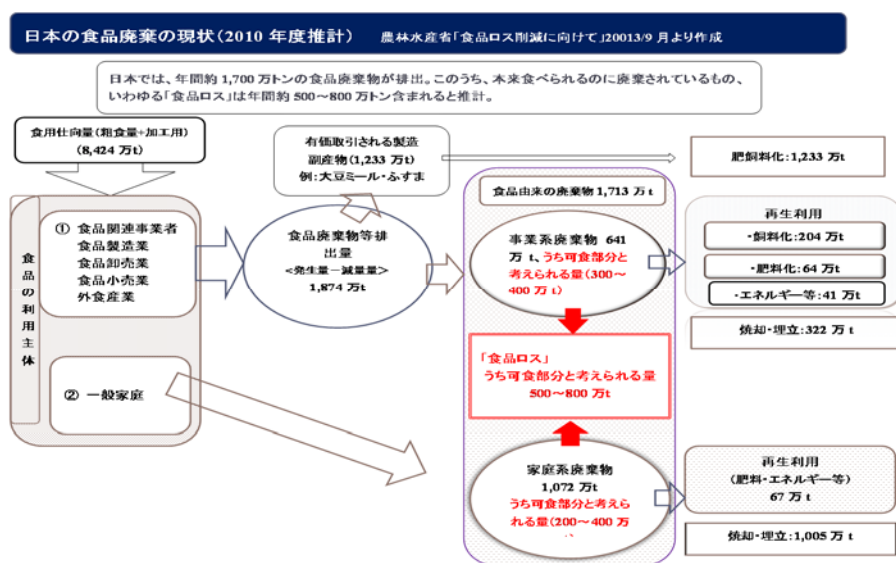 日本の食品廃棄の現状(2010 年度推計) 農林水産省「食品ロス削減に向けて」20013/9 月より作成
日本では、年間約 1,700 万トンの食品廃棄物が排出。このうち、本来食べられるのに廃棄されているもの、
いわゆる「食品ロス」は年間約 500～800 万トン含まれると推計。
食用仕向量(粗食量+加工用)
(8,424 万t)
有価取引される製造
副産物(1,233 万t)
例:大豆ミール・ふすま
肥飼料化:1,233 万t
食品の利用主体
① 食品関連事業者
食品製造業
食品卸売業
食品小売業
外食産業
② 一般家庭
食品廃棄物等排
出量
<発生量－減量量>
1,874 万t
食品由来の廃棄物 1,713 万t
事業系廃棄物 641
万 t、うち可食部分と
考えられる量(300～
400 万 t)
「食品ロス」
うち可食部分と考えられる量
500～800 万t
家庭系廃棄物
1,072 万t
うち可食部分と考えら
れる量(200～400 万
再生利用
・飼料化:204 万t
・肥料化:64 万t
・エネルギー等:41 万t
焼却・埋立:322 万 t
再生利用
(肥料・エネルギー等)
67 万 t
焼却・埋立:1,005 万t